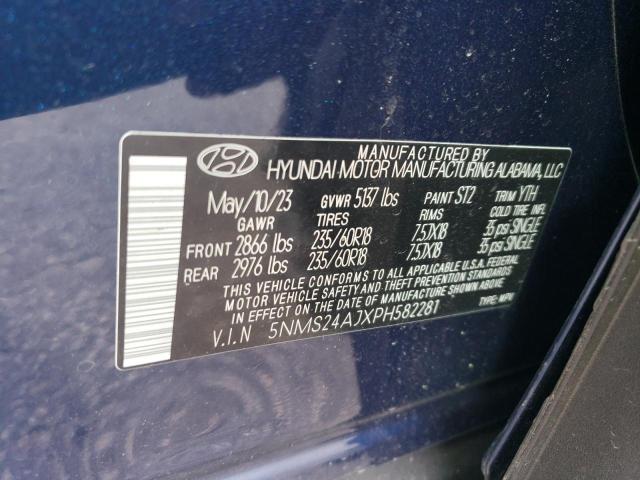 MANUFACTURED BY
HYUNDAI MOTOR MANUFACTURING ALABAMA, LLC
May/10/23 GVWR 5137 lbs PAINT ST2 TRIM YTH
GAWR TIRES RIMS COLD TIRE INFL
FRONT 2866 lbs 235/60R18 7.5JX18 35 psi SINGLE
REAR 2976 lbs 235/60R18 7.5JX18 35 psi SINGLE
THIS VEHICLE CONFORMS TO ALL APPLICABLE U.S.A. FEDERAL
MOTOR VEHICLE SAFETY AND THEFT PREVENTION STANDARDS
IN EFFECT ON THE DATE OF MANUFACTURE SHOWN ABOVE.
V.I.N 5NMS24AJXPH582281 TYPE: MPV